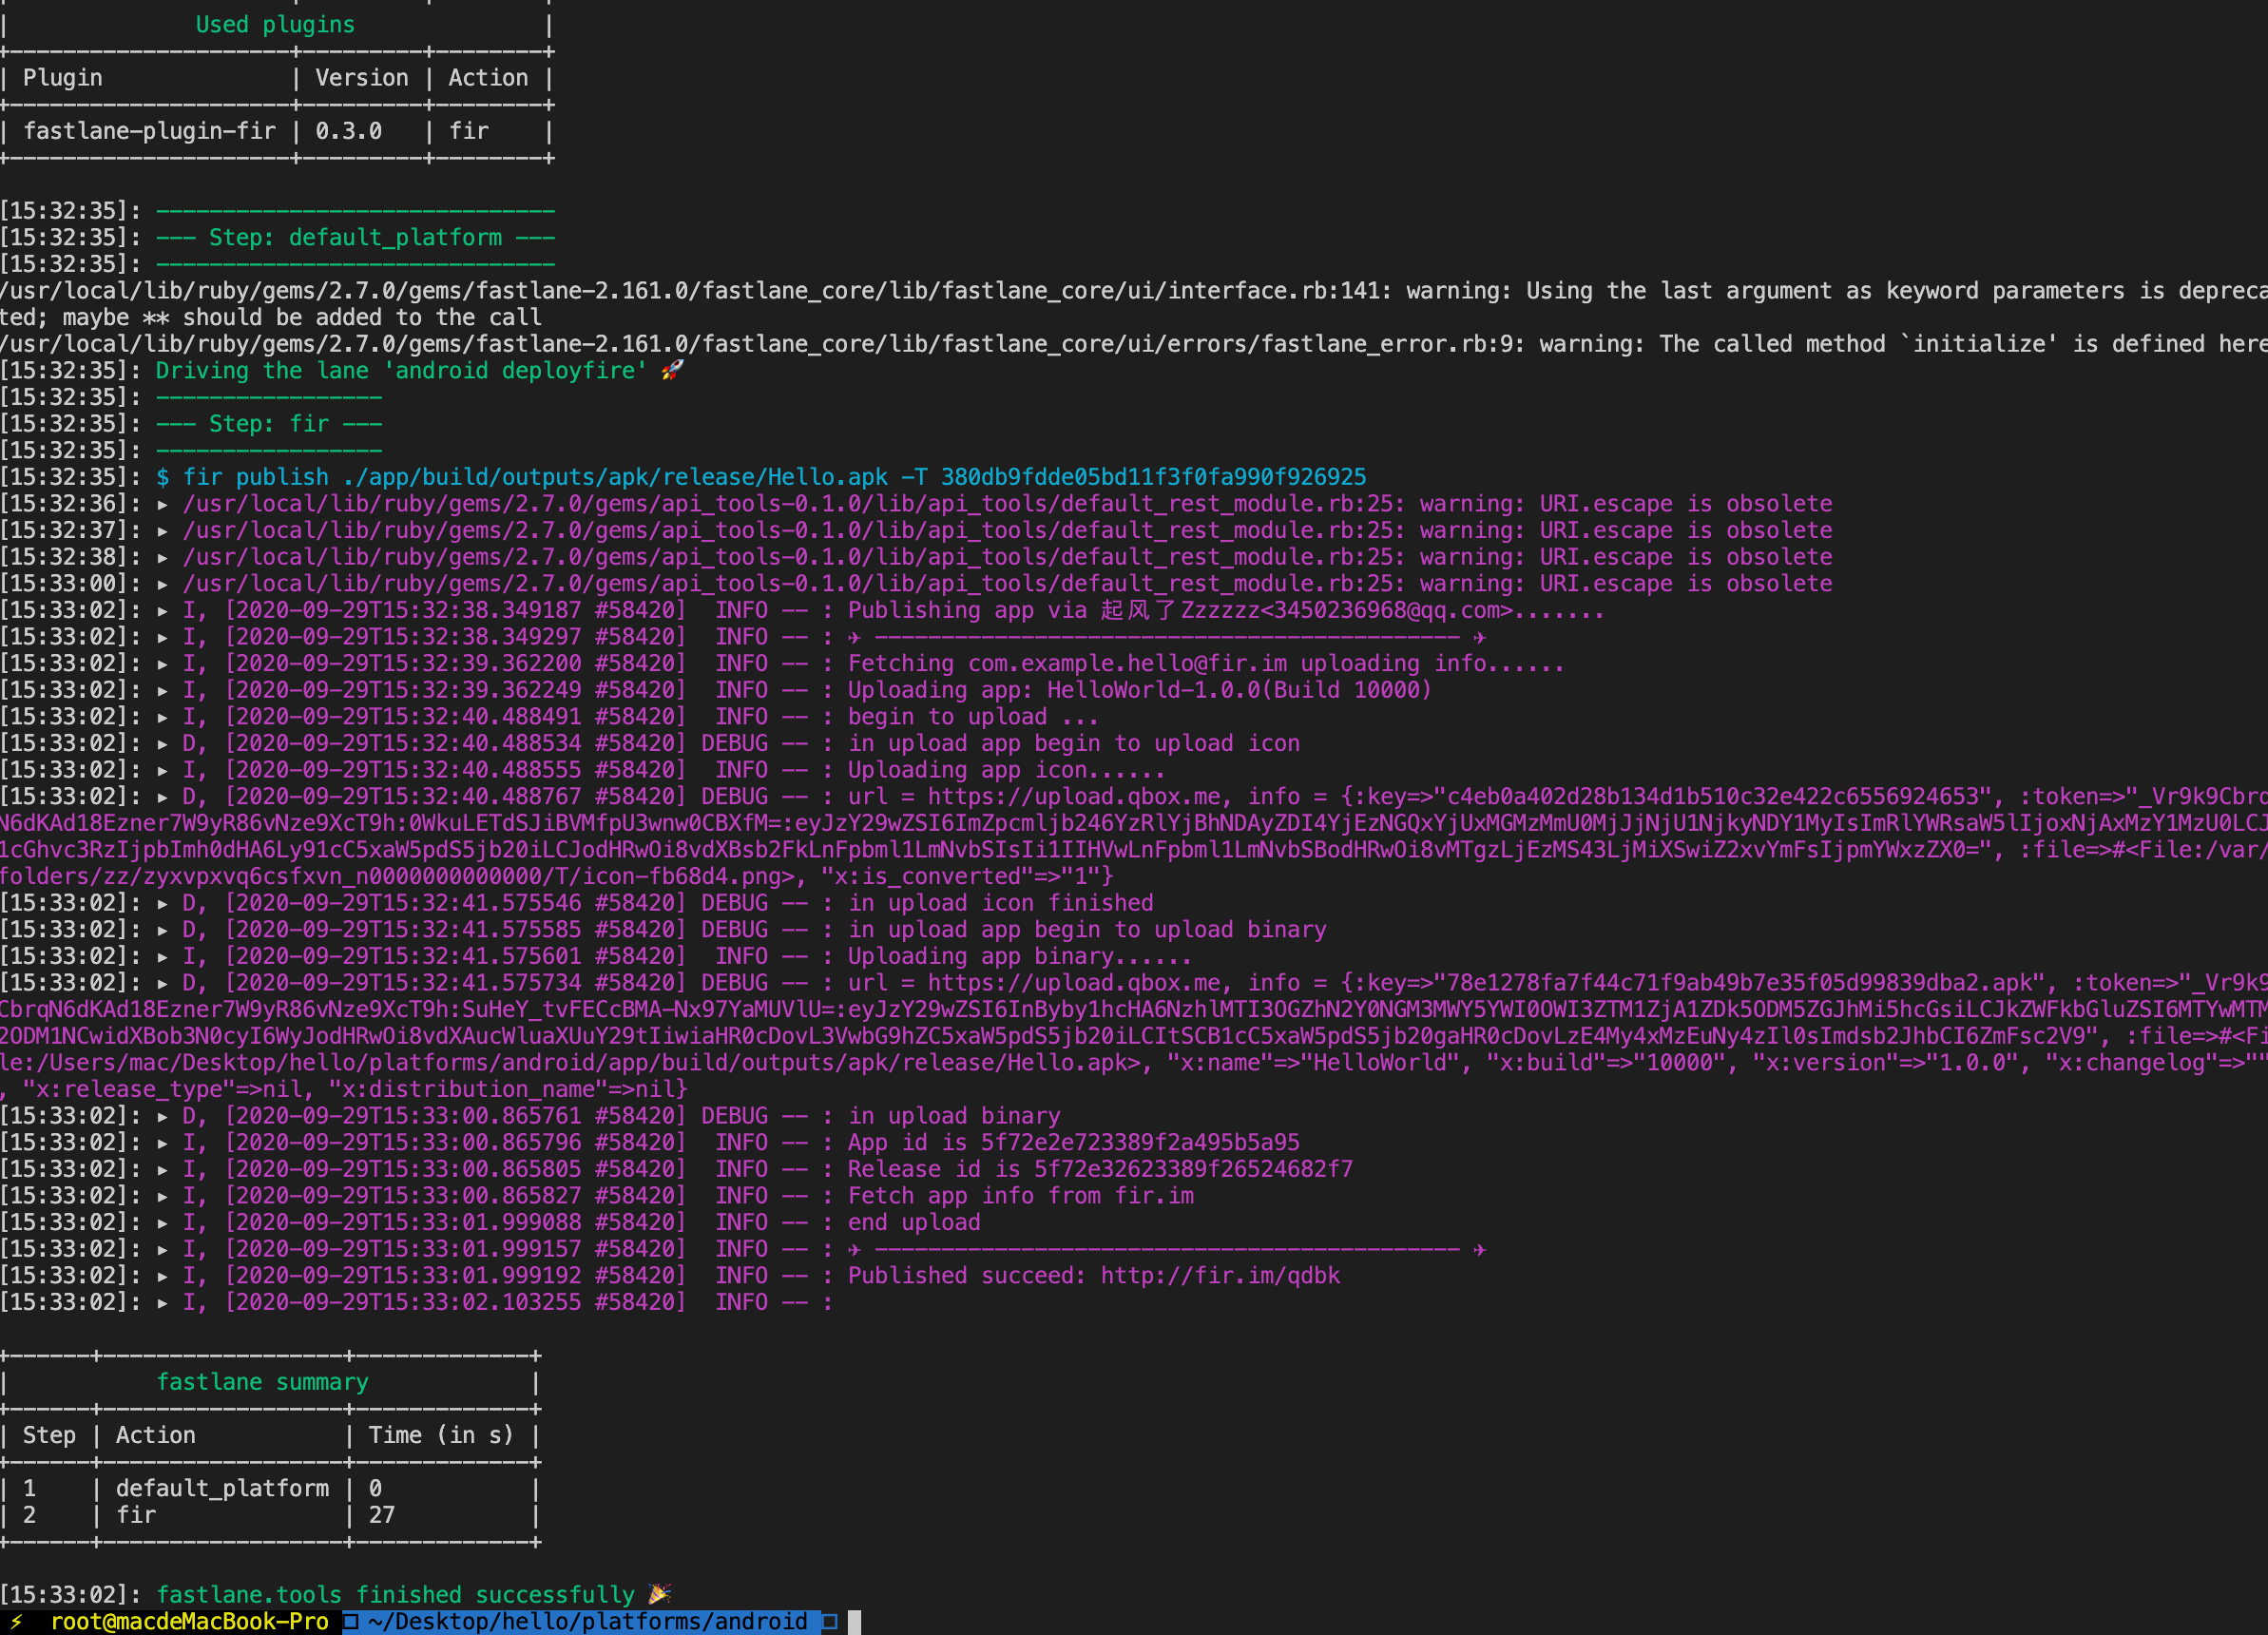 | Used plugins |
+--------------------+---------+--------+
| Plugin | Version | Action |
+--------------------+---------+--------+
| fastlane-plugin-fir | 0.3.0 | fir |
+--------------------+---------+--------+
[15:32:35]: ------------------------------
[15:32:35]: --- Step: default_platform ---
[15:32:35]: ------------------------------
/usr/local/lib/ruby/gems/2.7.0/gems/fastlane-2.161.0/fastlane_core/lib/fastlane_core/ui/interface.rb:141: warning: Using the last argument as keyword parameters is depreca
ted; maybe ** should be added to the call
/usr/local/lib/ruby/gems/2.7.0/gems/fastlane-2.161.0/fastlane_core/lib/fastlane_core/ui/errors/fastlane_error.rb:9: warning: The called method `initialize' is defined here
[15:32:35]: Driving the lane 'android deployfire' 🚀
[15:32:35]: -----------------
[15:32:35]: --- Step: fir ---
[15:32:35]: -----------------
[15:32:35]: $ fir publish ./app/build/outputs/apk/release/Hello.apk -T 380db9fdde05bd11f3f0fa990f926925
[15:32:36]: ▸ /usr/local/lib/ruby/gems/2.7.0/gems/api_tools-0.1.0/lib/api_tools/default_rest_module.rb:25: warning: URI.escape is obsolete
[15:32:37]: ▸ /usr/local/lib/ruby/gems/2.7.0/gems/api_tools-0.1.0/lib/api_tools/default_rest_module.rb:25: warning: URI.escape is obsolete
[15:32:38]: ▸ /usr/local/lib/ruby/gems/2.7.0/gems/api_tools-0.1.0/lib/api_tools/default_rest_module.rb:25: warning: URI.escape is obsolete
[15:33:00]: ▸ /usr/local/lib/ruby/gems/2.7.0/gems/api_tools-0.1.0/lib/api_tools/default_rest_module.rb:25: warning: URI.escape is obsolete
[15:33:02]: ▸ I, [2020-09-29T15:32:38.349187 #58420]  INFO -- : Publishing app via 起风了Zzzzzz<3450236968@qq.com>.......
[15:33:02]: ▸ I, [2020-09-29T15:32:38.349297 #58420]  INFO -- : ✈ -------------------------------------------- ✈
[15:33:02]: ▸ I, [2020-09-29T15:32:39.362200 #58420]  INFO -- : Fetching com.example.hello@fir.im uploading info......
[15:33:02]: ▸ I, [2020-09-29T15:32:39.362249 #58420]  INFO -- : Uploading app: HelloWorld-1.0.0(Build 10000)
[15:33:02]: ▸ I, [2020-09-29T15:32:40.488491 #58420]  INFO -- : begin to upload ...
[15:33:02]: ▸ D, [2020-09-29T15:32:40.488534 #58420] DEBUG -- : in upload app begin to upload icon
[15:33:02]: ▸ I, [2020-09-29T15:32:40.488555 #58420]  INFO -- : Uploading app icon......
[15:33:02]: ▸ D, [2020-09-29T15:32:40.488767 #58420] DEBUG -- : url = https://upload.qbox.me, info = {:key=>"c4eb0a402d28b134d1b510c32e422c6556924653", :token=>"_Vr9k9Cbrq
N6dKAd18Ezner7W9yR86vNze9XcT9h:0WkuLETdSJiBVMfpU3wnw0CBXfM=:eyJzY29wZSI6ImZpcmljb246YzRlYjBhNDAyZDI4YjEzNGQxYjUxMGMzMmU0MjJjNjU1NjkyNDY1MyIsImRlYWRsaW5lIjoxNjAxMzY1MzU0LCJ
1cGhvc3RzIjpbImh0dHA6Ly91cC5xaW5pdS5jb20iLCJodHRwOi8vdXBsb2FkLnFpbml1LmNvbSIsIi1IIHVwLnFpbml1LmNvbSBodHRwOi8vMTgzLjEzMS43LjMiXSwiZ2xvYmFsIjpmYWxzZX0=", :file=>#<File:/var/
folders/zz/zyxvpxvq6csfxvn_n0000000000000/T/icon-fb68d4.png>, "x:is_converted"=>"1"}
[15:33:02]: ▸ D, [2020-09-29T15:32:41.575546 #58420] DEBUG -- : in upload icon finished
[15:33:02]: ▸ D, [2020-09-29T15:32:41.575585 #58420] DEBUG -- : in upload app begin to upload binary
[15:33:02]: ▸ I, [2020-09-29T15:32:41.575601 #58420]  INFO -- : Uploading app binary......
[15:33:02]: ▸ D, [2020-09-29T15:32:41.575734 #58420] DEBUG -- : url = https://upload.qbox.me, info = {:key=>"78e1278fa7f44c71f9ab49b7e35f05d99839dba2.apk", :token=>"_Vr9k9
CbrqN6dKAd18Ezner7W9yR86vNze9XcT9h:SuHeY_tvFECcBMA-Nx97YaMUVlU=:eyJzY29wZSI6InByby1hcHA6NzhlMTI3OGZhN2Y0NGM3MWY5YWI0OWI3ZTM1ZjA1ZDk5ODM5ZGJhMi5hcGsiLCJkZWFkbGluZSI6MTYwMTM
2ODM1NCwidXBob3N0cyI6WyJodHRwOi8vdXAucWluaXUuY29tIiwiaHR0cDovL3VwbG9hZC5xaW5pdS5jb20iLCItSCB1cC5xaW5pdS5jb20gaHR0cDovLzE4My4xMzEuNy4zIl0sImdsb2JhbCI6ZmFsc2V9", :file=>#<Fi
le:/Users/mac/Desktop/hello/platforms/android/app/build/outputs/apk/release/Hello.apk>, "x:name"=>"HelloWorld", "x:build"=>"10000", "x:version"=>"1.0.0", "x:changelog"=>""
, "x:release_type"=>nil, "x:distribution_name"=>nil}
[15:33:02]: ▸ D, [2020-09-29T15:33:00.865761 #58420] DEBUG -- : in upload binary
[15:33:02]: ▸ I, [2020-09-29T15:33:00.865796 #58420]  INFO -- : App id is 5f72e2e723389f2a495b5a95
[15:33:02]: ▸ I, [2020-09-29T15:33:00.865805 #58420]  INFO -- : Release id is 5f72e32623389f26524682f7
[15:33:02]: ▸ I, [2020-09-29T15:33:00.865827 #58420]  INFO -- : Fetch app info from fir.im
[15:33:02]: ▸ I, [2020-09-29T15:33:01.999088 #58420]  INFO -- : end upload
[15:33:02]: ▸ I, [2020-09-29T15:33:01.999157 #58420]  INFO -- : ✈ -------------------------------------------- ✈
[15:33:02]: ▸ I, [2020-09-29T15:33:01.999192 #58420]  INFO -- : Published succeed: http://fir.im/qdbk
[15:33:02]: ▸ I, [2020-09-29T15:33:02.103255 #58420]  INFO -- :
+------+------------------+-------------+
| fastlane summary |
+------+------------------+-------------+
| Step | Action | Time (in s) |
+------+------------------+-------------+
| 1 | default_platform | 0 |
| 2 | fir | 27 |
+------+------------------+-------------+
[15:33:02]: fastlane.tools finished successfully 🎉
⚡ root@macdeMacBook-Pro ~/Desktop/hello/platforms/android